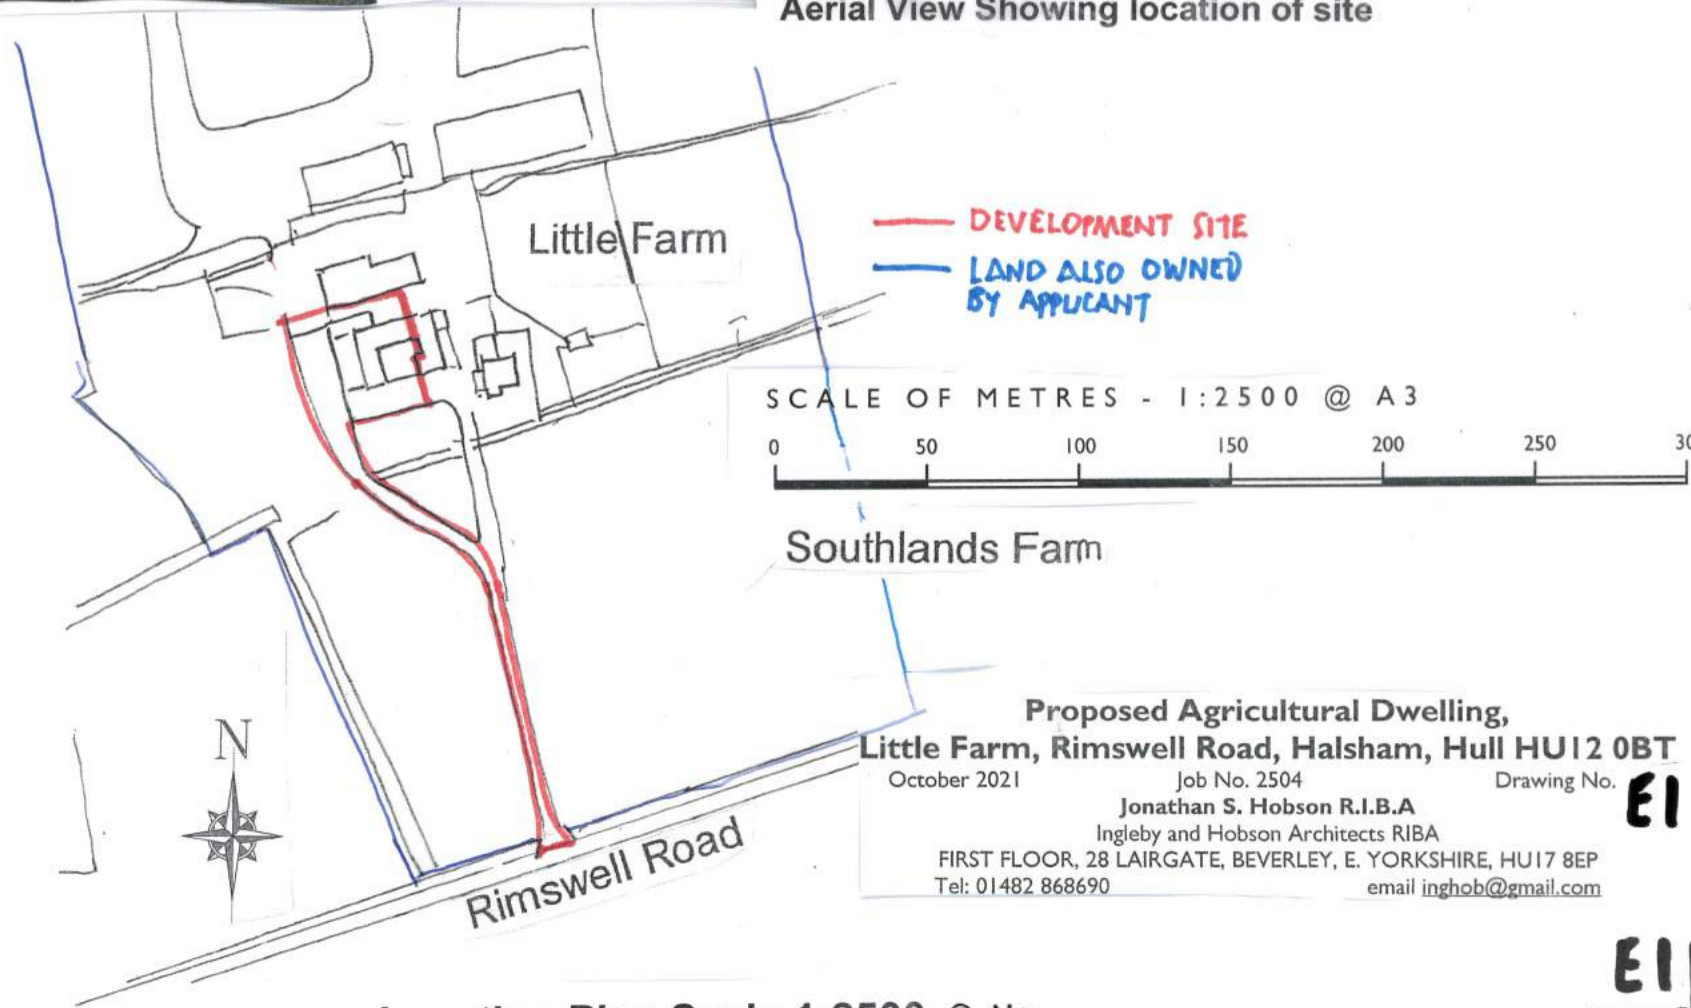 Aerial View Showing location of site
Little Farm
DEVELOPMENT SITE
LAND ALSO OWNED
BY APPLICANT
SCALE OF METRES - 1:2500 @ A3
0 50 100 150 200 250
Southlands Farm
N
Rimswell Road
Proposed Agricultural Dwelling,
Little Farm, Rimswell Road, Halsham, Hull HU12 0BT
October 2021 Job No. 2504 Drawing No. E1
Jonathan S. Hobson R.I.B.A
Ingleby and Hobson Architects RIBA
FIRST FLOOR, 28 LAIRGATE, BEVERLEY, E. YORKSHIRE, HU17 8EP
Tel: 01482 868690 email inghob@gmail.com